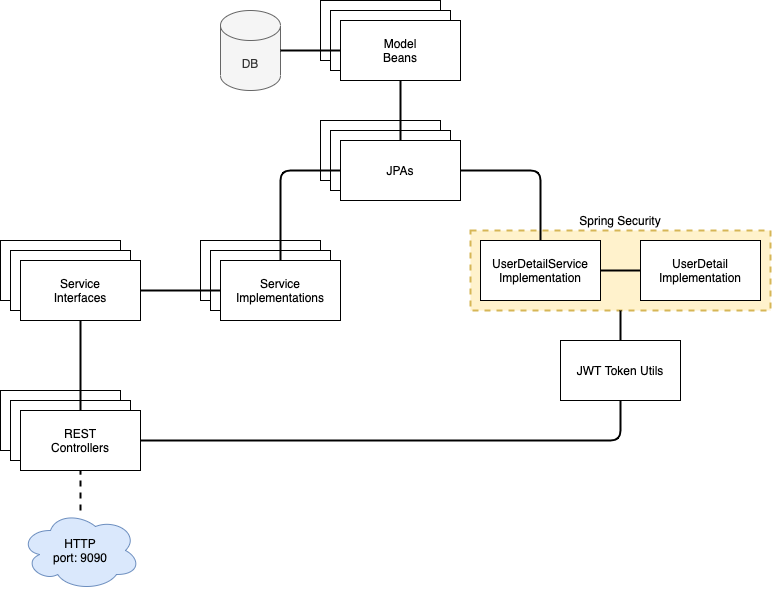 Model
Beans
DB
JPAs
Spring Security
UserDetailService
Implementation
UserDetail
Implementation
Service
Interfaces
Service
Implementations
JWT Token Utils
REST
Controllers
HTTP
port: 9090